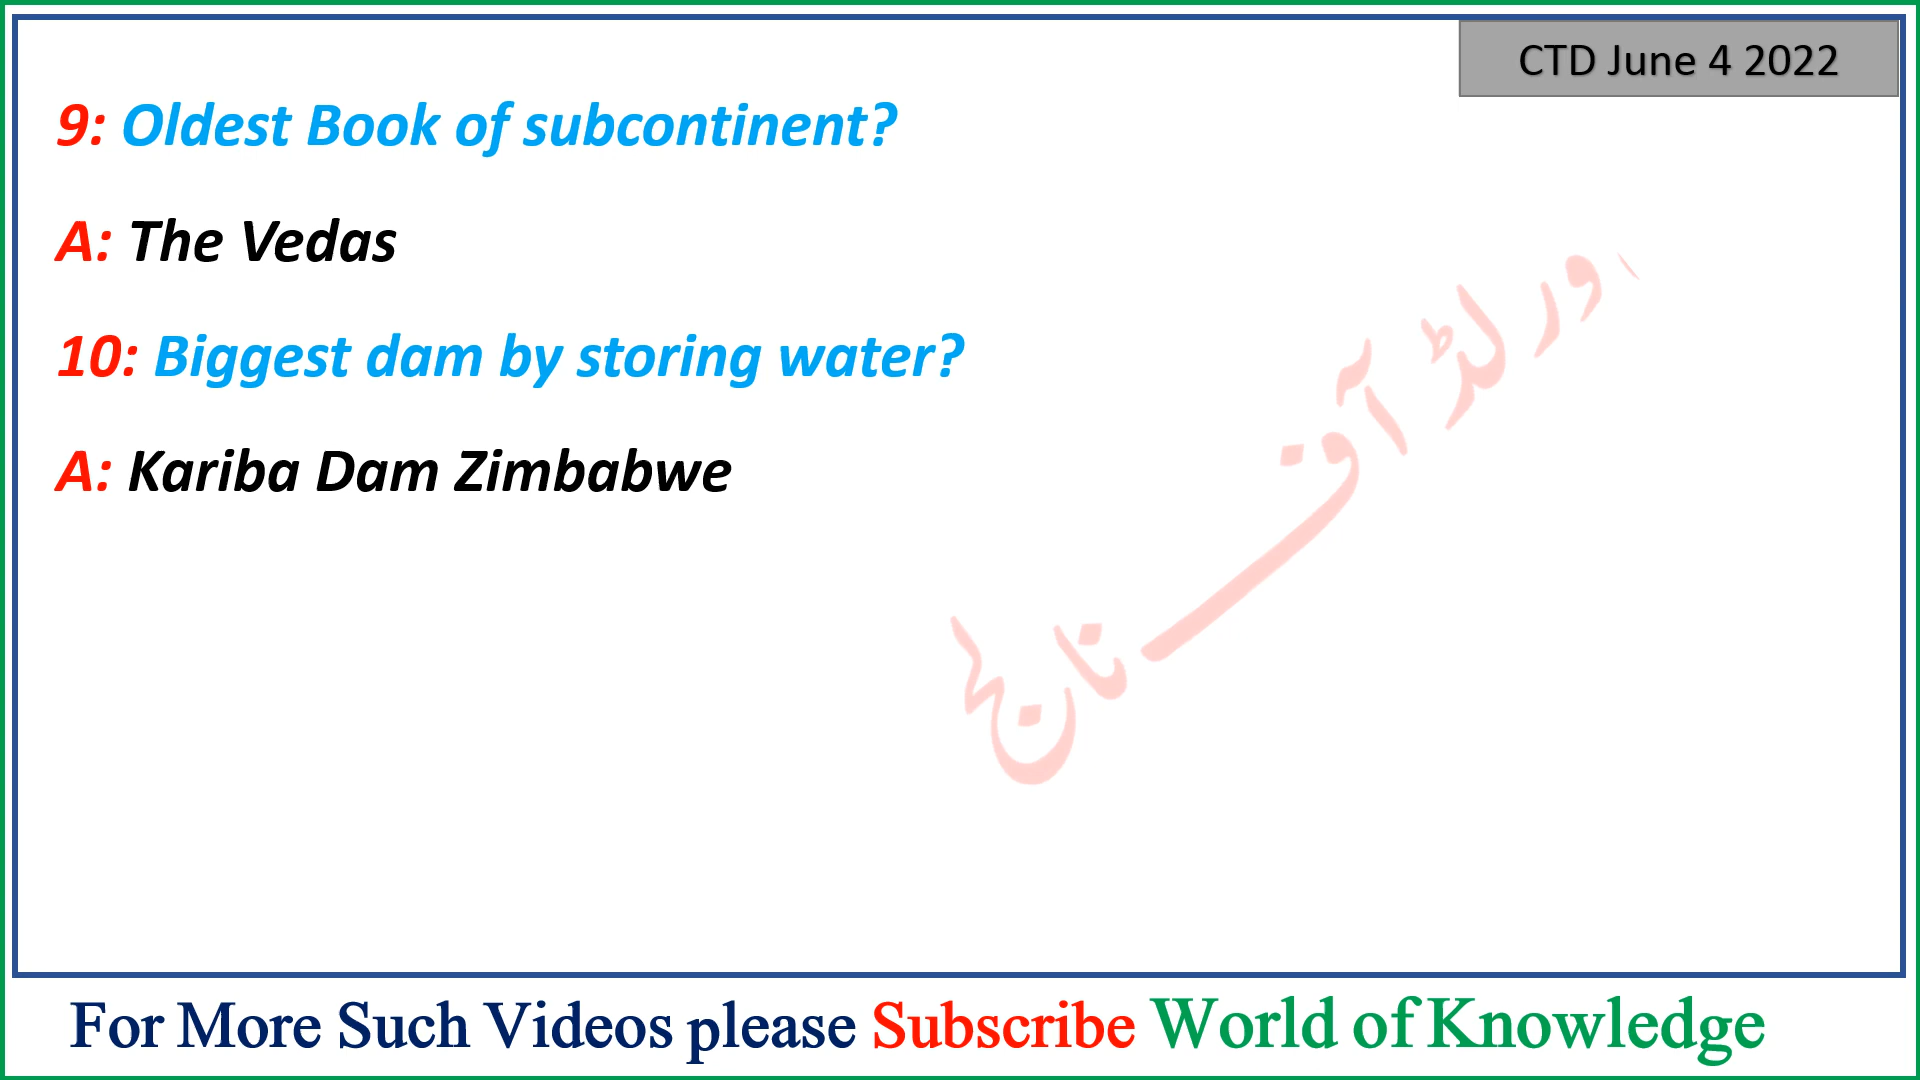 CTD June 4 2022
9: Oldest Book of subcontinent?
A: The Vedas
10: Biggest dam by storing water?
A: Kariba Dam Zimbabwe
ورلڈ آف نالج
For More Such Videos please Subscribe World of Knowledge